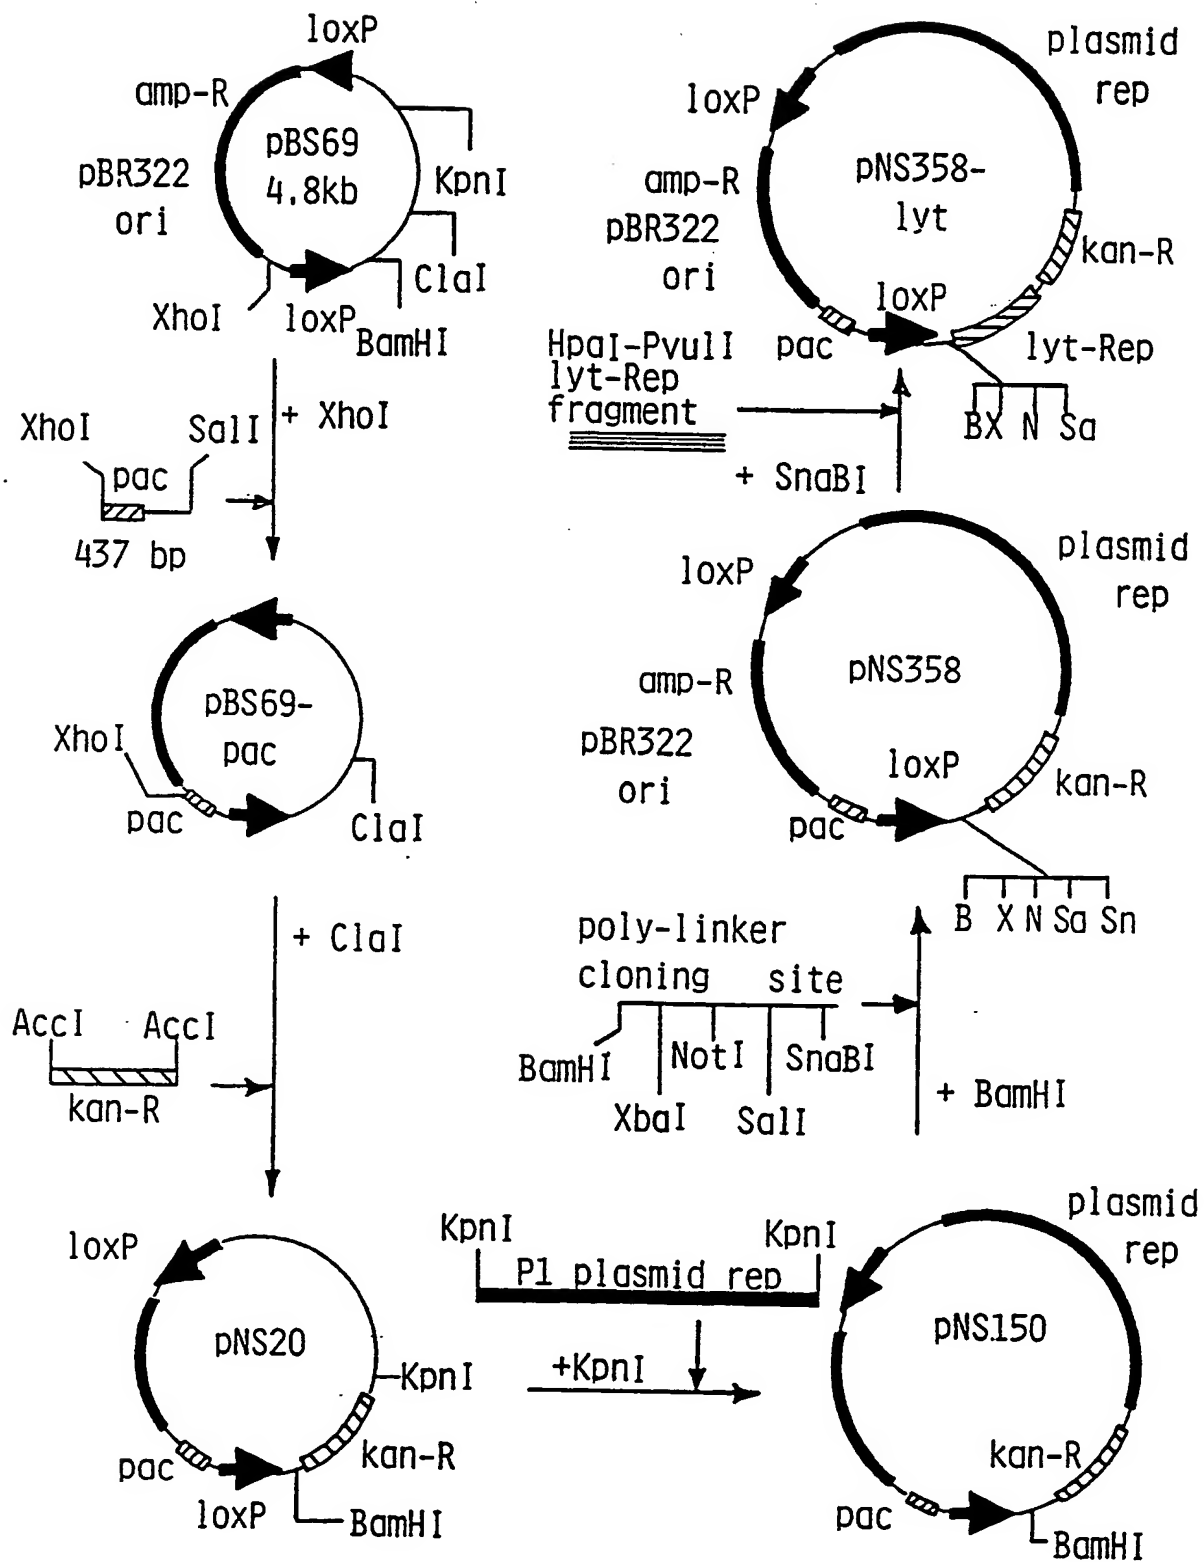 loxP
amp-R
pBS69
4.8kb
pBR322
ori
KpnI
ClaI
XhoI
loxP
BamHI
+ XhoI
XhoI
SalI
pac
437 bp
pBS69-
pac
XhoI
pac
ClaI
+ ClaI
AccI
AccI
kan-R
loxP
pNS20
KpnI
kan-R
pac
loxP
BamHI
KpnI
KpnI
P1 plasmid rep
+KpnI
plasmid
rep
pNS150
kan-R
pac
BamHI
poly-linker
cloning site
BamHI
XbaI
NotI
SalI
SnaBI
+ BamHI
plasmid
rep
loxP
pNS358
amp-R
pBR322
ori
loxP
kan-R
pac
B X N Sa Sn
HpaI-PvuII
lyt-Rep
fragment
+ SnaBI
plasmid
rep
loxP
pNS358-
lyt
amp-R
pBR322
ori
kan-R
loxP
pac
lyt-Rep
BX N Sa